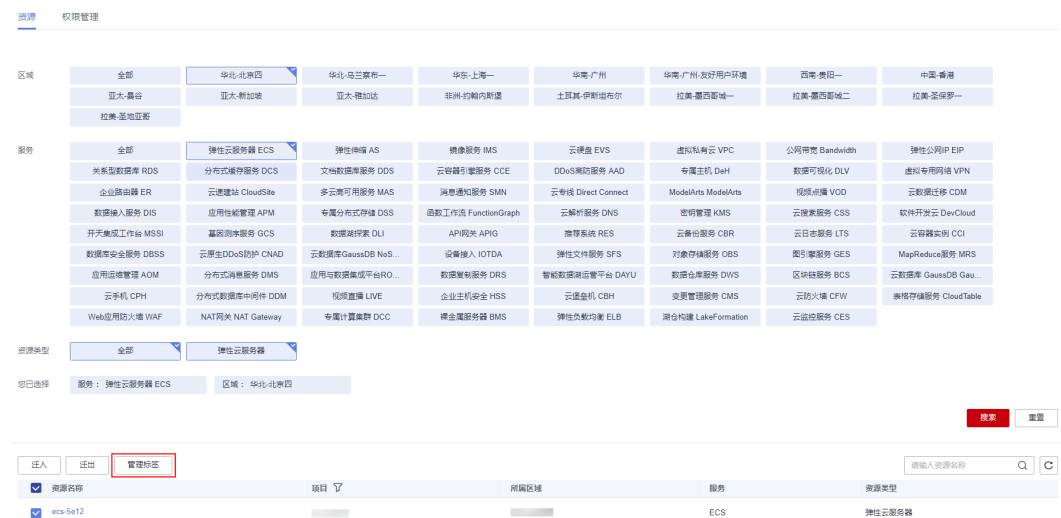 资源 权限管理
区域 全部 华北-北京四 华北-乌兰察布一 华东-上海一 华南-广州 华南-广州-友好用户环境 西南-贵阳一 中国-香港
亚太-曼谷 亚太-新加坡 亚太-雅加达 非洲-约翰内斯堡 土耳其-伊斯坦布尔 拉美-墨西哥城一 拉美-墨西哥城二 拉美-圣保罗一
拉美-圣地亚哥
服务 全部 弹性云服务器 ECS 弹性伸缩 AS 镜像服务 IMS 云硬盘 EVS 虚拟私有云 VPC 公网带宽 Bandwidth 弹性公网IP EIP
关系型数据库 RDS 分布式缓存服务 DCS 文档数据库服务 DDS 云容器引擎服务 CCE DDoS高防服务 AAD 专属主机 DeH 数据可视化 DLV 虚拟专用网络 VPN
企业路由器 ER 云速建站 CloudSite 多云高可用服务 MAS 消息通知服务 SMN 云专线 Direct Connect ModelArts ModelArts 视频点播 VOD 云数据迁移 CDM
数据接入服务 DIS 应用性能管理 APM 专属分布式存储 DSS 函数工作流 FunctionGraph 云解析服务 DNS 密钥管理 KMS 云搜索服务 CSS 软件开发云 DevCloud
开天集成工作台 MSSI 基因测序服务 GCS 数据湖探索 DLI API网关 APIG 推荐系统 RES 云备份服务 CBR 云日志服务 LTS 云容器实例 CCI
数据库安全服务 DBSS 云原生DDoS防护 CNAD 云数据库GaussDB NoS... 设备接入 IOTDA 弹性文件服务 SFS 对象存储服务 OBS 图引擎服务 GES MapReduce服务 MRS
应用运维管理 AOM 分布式消息服务 DMS 应用与数据集成平台RO... 数据复制服务 DRS 智能数据湖运营平台 DAYU 数据仓库服务 DWS 区块链服务 BCS 云数据库 GaussDB Gau...
云手机 CPH 分布式数据库中间件 DDM 视频直播 LIVE 企业主机安全 HSS 云堡垒机 CBH 变更管理服务 CMS 云防火墙 CFW 表格存储服务 CloudTable
Web应用防火墙 WAF NAT网关 NAT Gateway 专属计算集群 DCC 裸金属服务器 BMS 弹性负载均衡 ELB 湖仓构建 LakeFormation 云监控服务 CES
资源类型 全部 弹性云服务器
您已选择 服务： 弹性云服务器 ECS 区域： 华北-北京四
搜索 重置
迁入 迁出 管理标签 请输入资源名称
资源名称 项目 所属区域 服务 资源类型
ecs-5e12 ECS 弹性云服务器